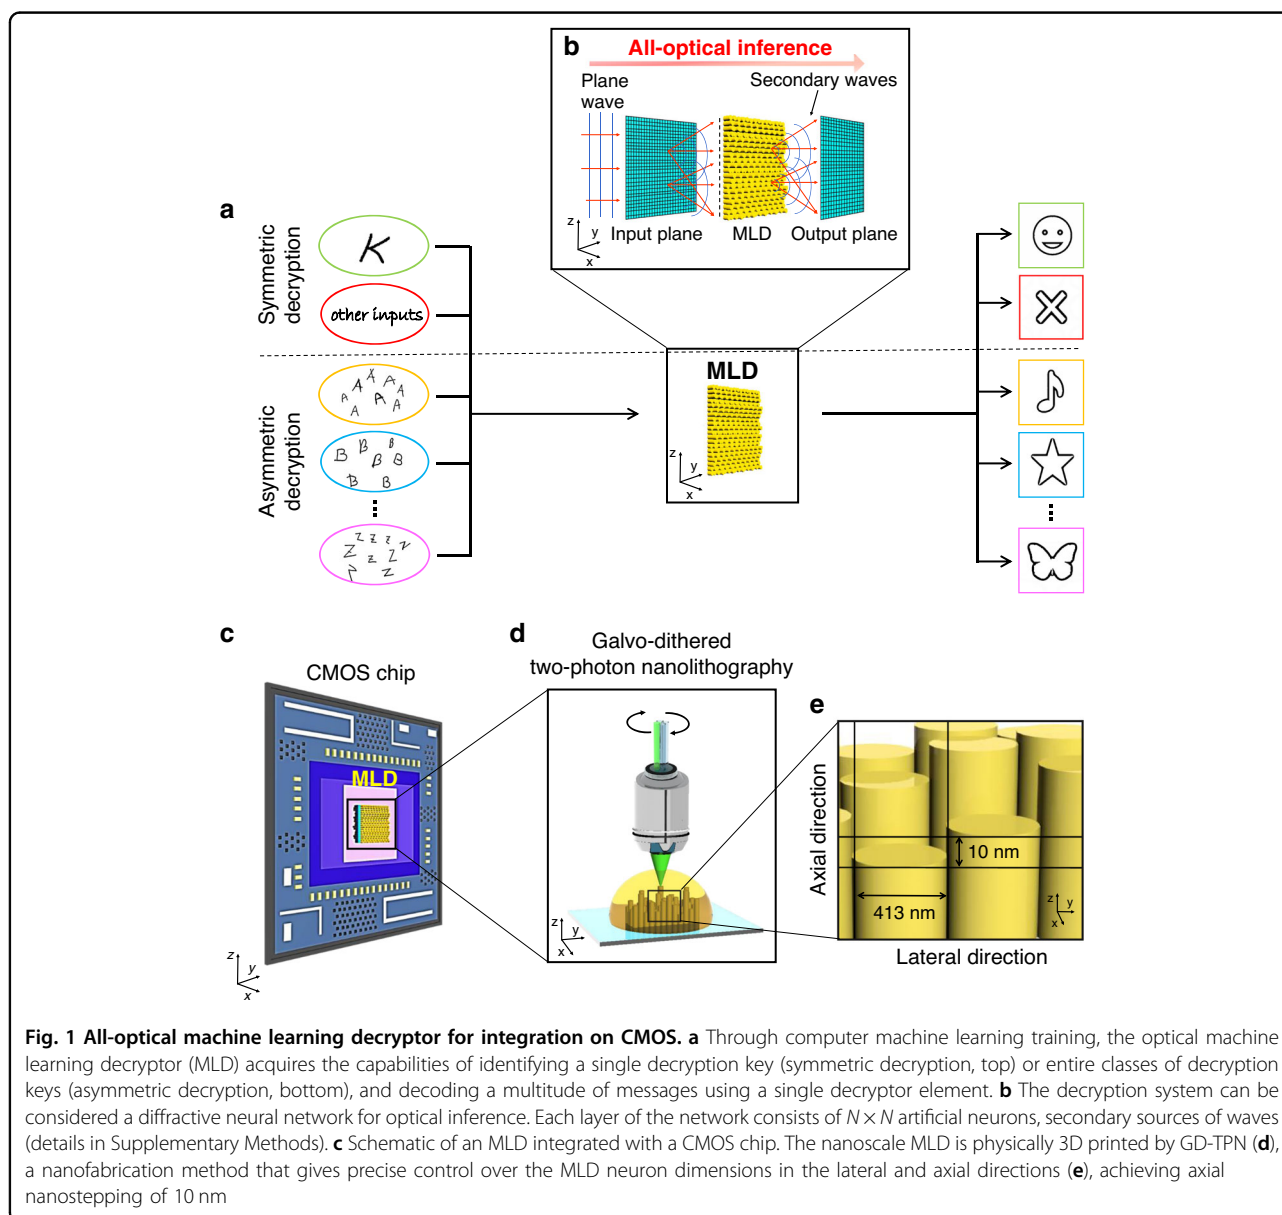 b
All-optical inference
Plane
wave
Secondary waves
z
y
x
Input plane
MLD
Output plane
a
Symmetric
decryption
K
other inputs
Asymmetric
decryption
A A A A A A A A
B B B B B B B
Z Z Z Z Z Z Z Z Z
MLD
z
y
x
c
CMOS chip
MLD
z
y
x
d
Galvo-dithered
two-photon nanolithography
z
y
x
e
Axial direction
10 nm
413 nm
z
y
x
Lateral direction
Fig. 1 All-optical machine learning decryptor for integration on CMOS. a Through computer machine learning training, the optical machine
learning decryptor (MLD) acquires the capabilities of identifying a single decryption key (symmetric decryption, top) or entire classes of decryption
keys (asymmetric decryption, bottom), and decoding a multitude of messages using a single decryptor element. b The decryption system can be
considered a diffractive neural network for optical inference. Each layer of the network consists of N × N artificial neurons, secondary sources of waves
(details in Supplementary Methods). c Schematic of an MLD integrated with a CMOS chip. The nanoscale MLD is physically 3D printed by GD-TPN (d),
a nanofabrication method that gives precise control over the MLD neuron dimensions in the lateral and axial directions (e), achieving axial
nanostepping of 10 nm